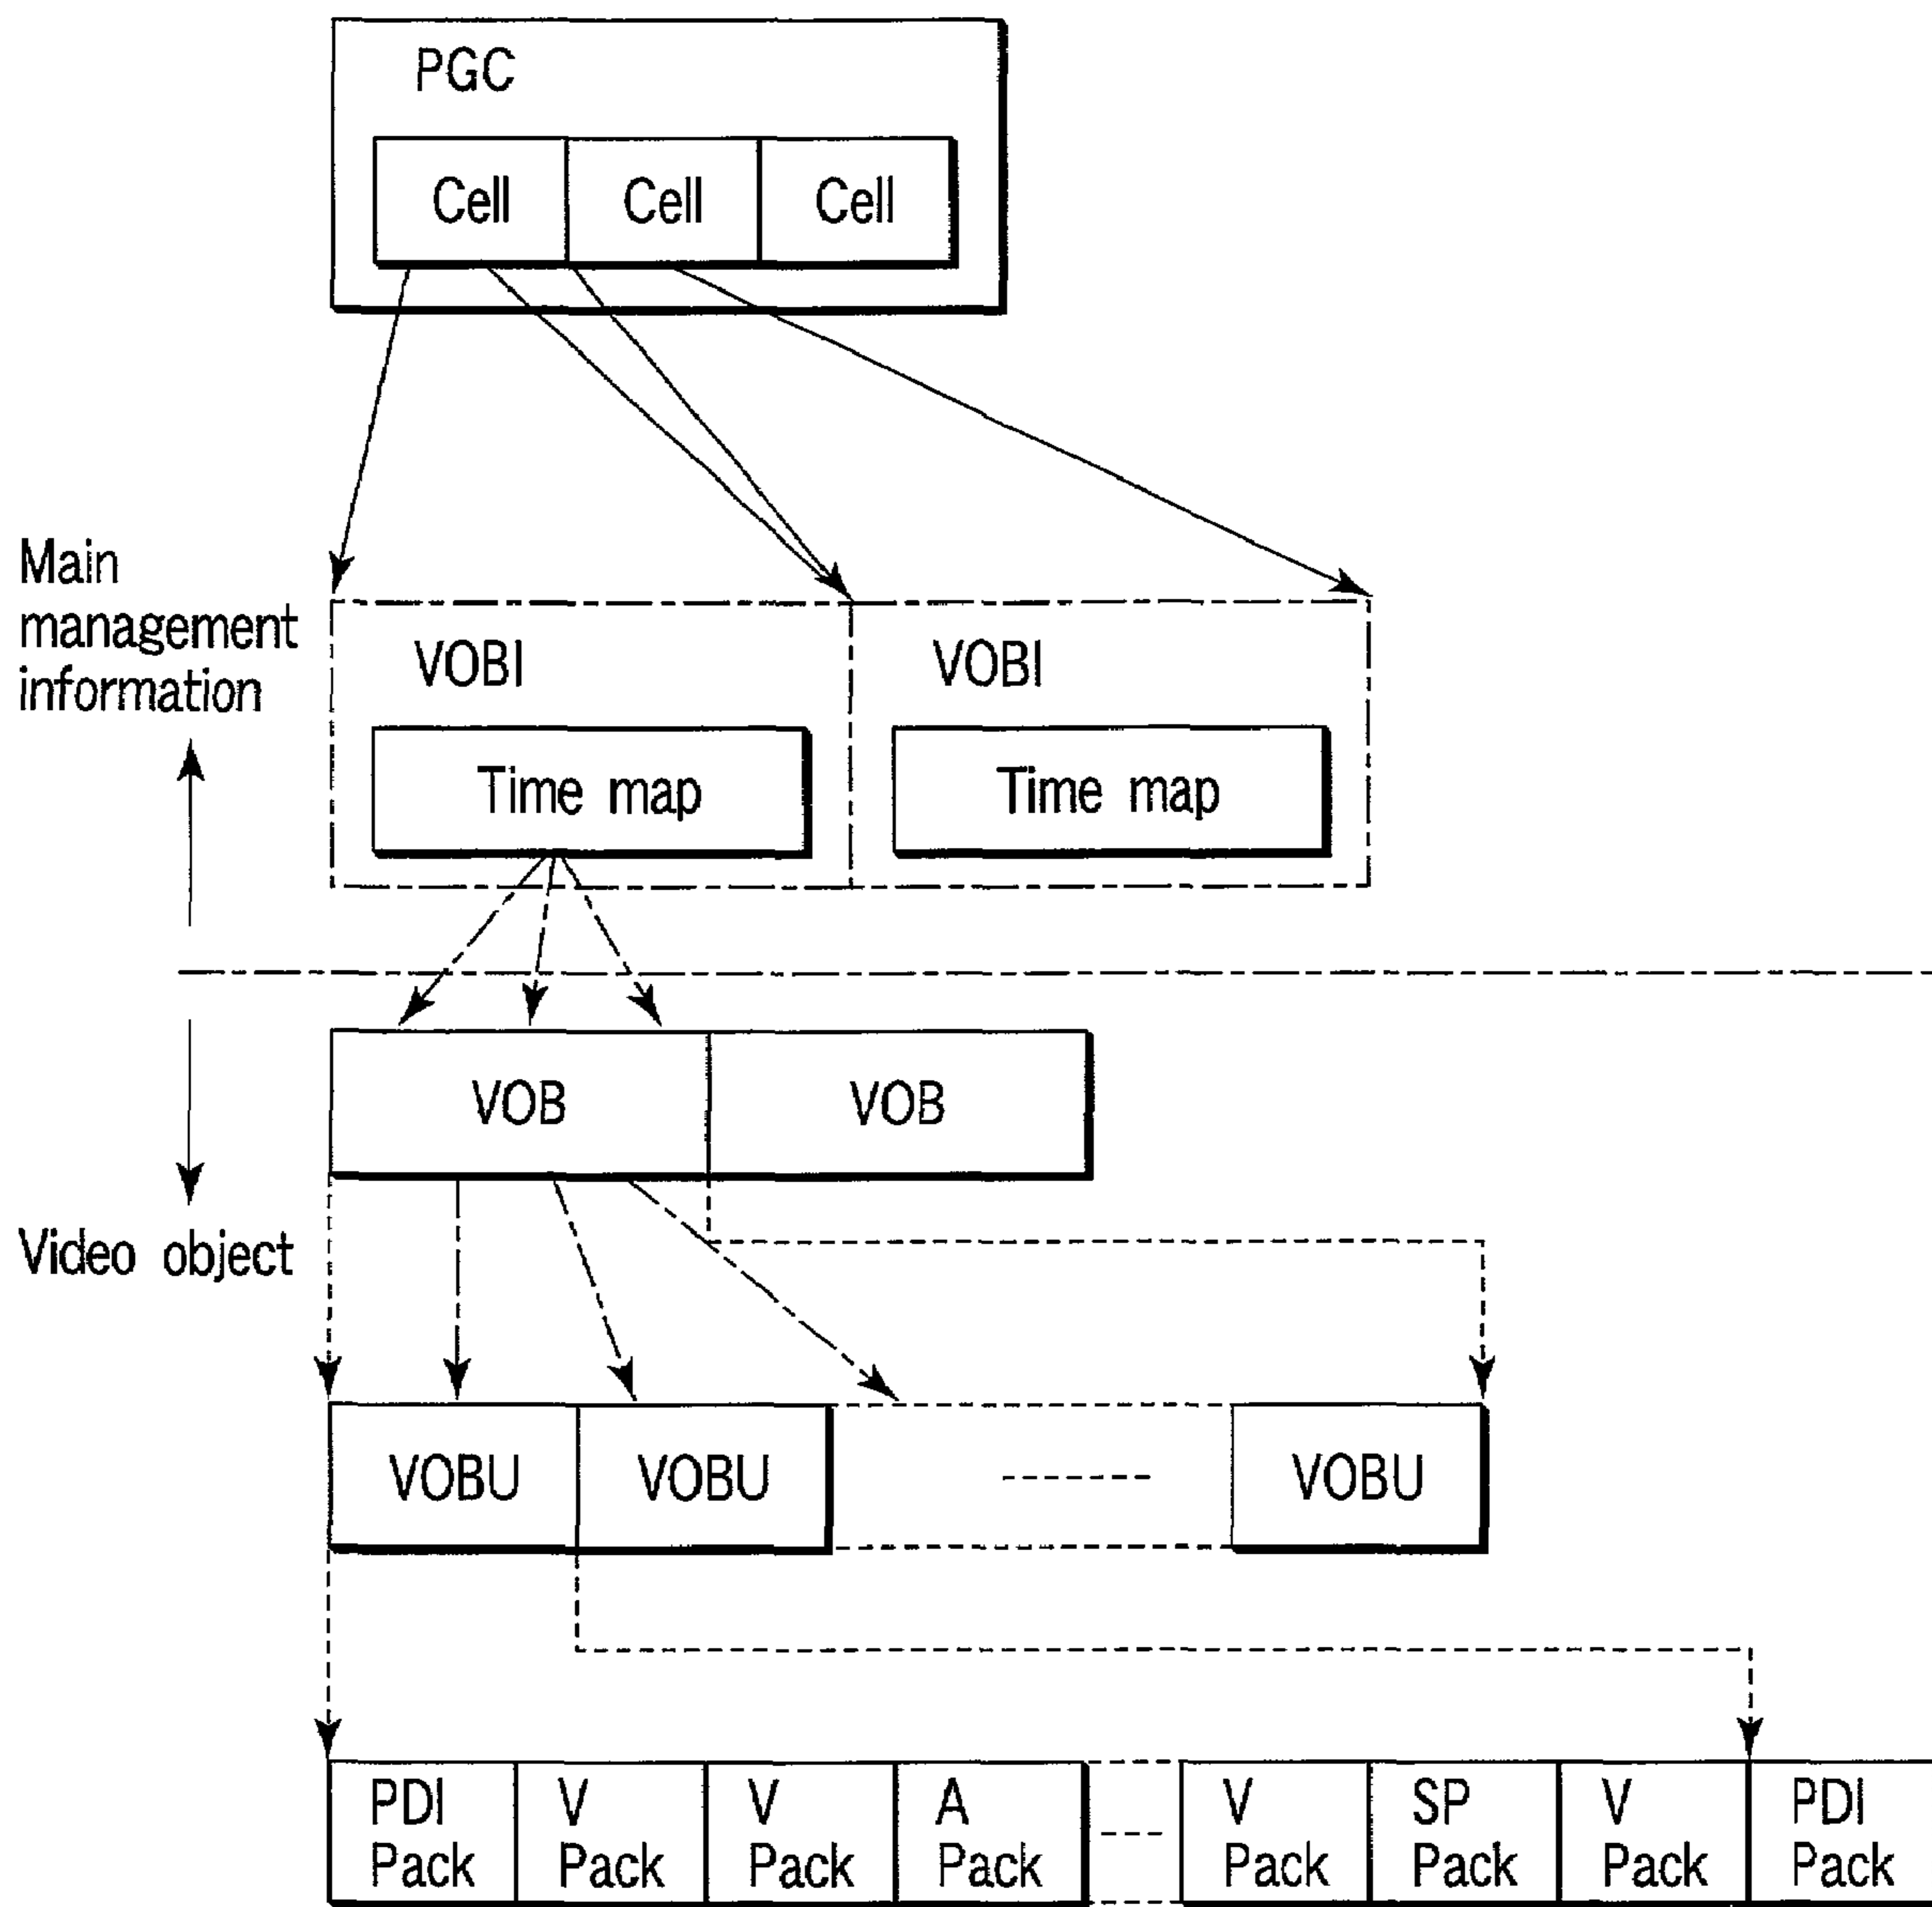 PGC
Cell Cell Cell
Main
management
information
VOBI VOBI
Time map Time map
VOB VOB
Video object
VOBU VOBU VOBU
PDI V V A V SP V PDI
Pack Pack Pack Pack Pack Pack Pack Pack